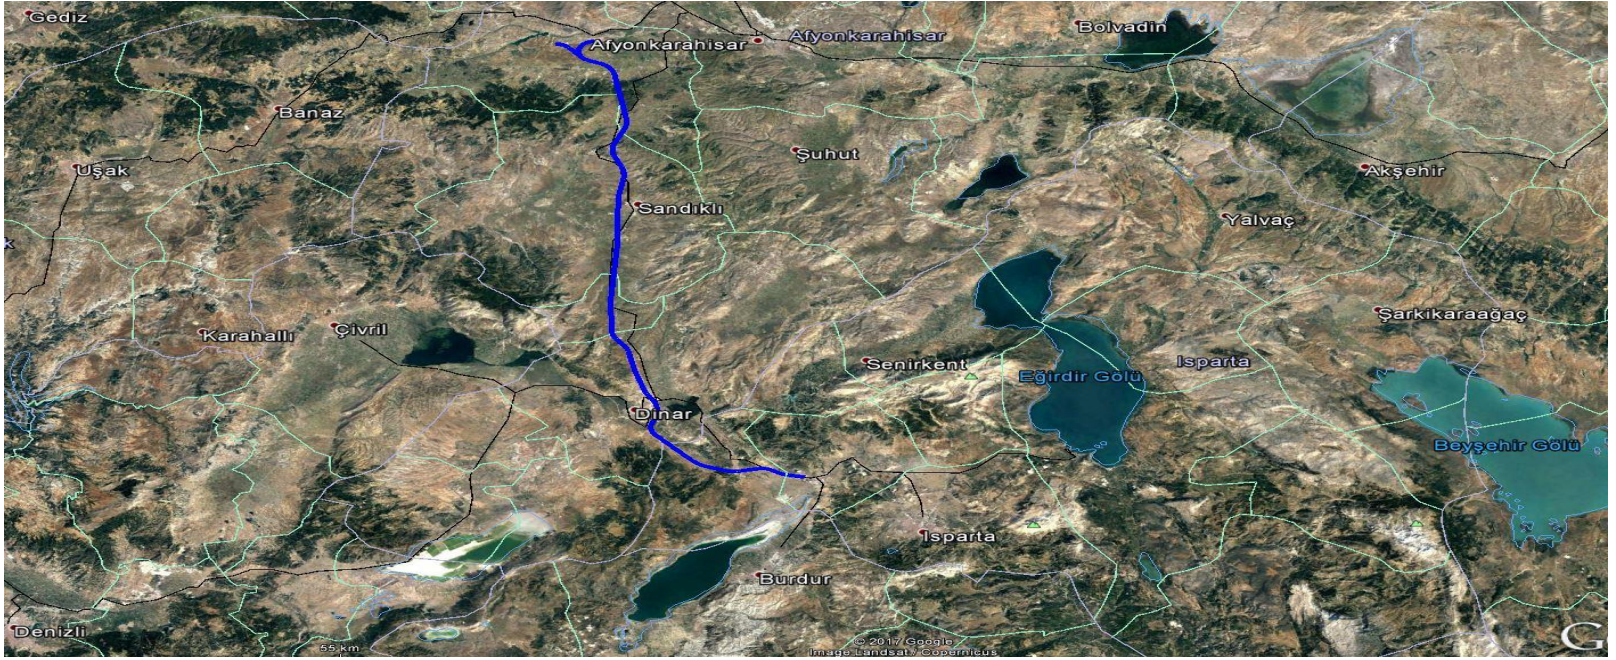 Gediz
Bolvadin
Afyonkarahisar
Afyonkarahisar
Banaz
Şuhut
Uşak
Akşehir
Sandıklı
Yalvaç
k
Şarkikaraağaç
Çivril
Karahallı
Senirkent
Isparta
Eğirdir Gölü
Dinar
Beyşehir Gölü
Isparta
Burdur
Denizli
55 km
© 2017 Google
Image Landsat / Copernicus
G